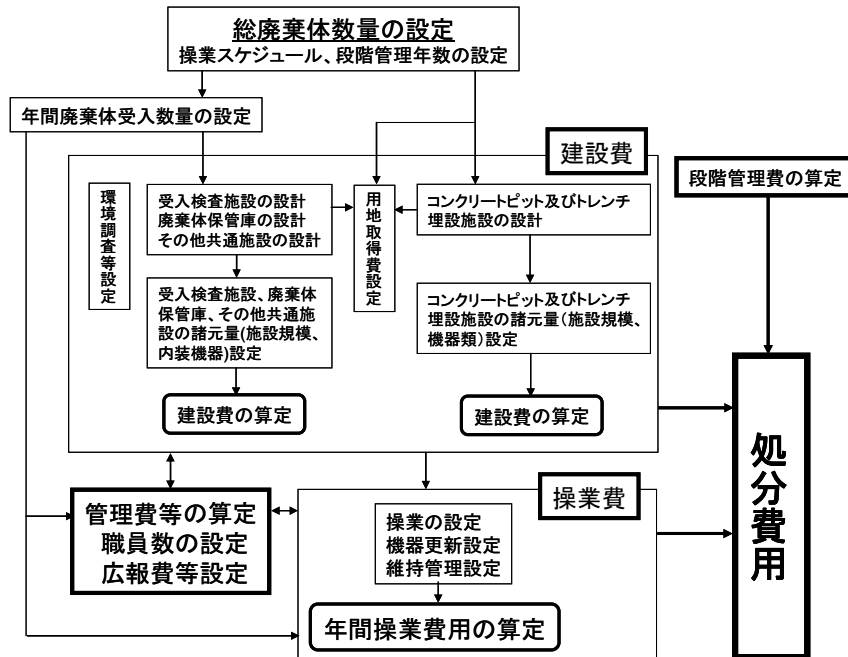 総廃棄体数量の設定
操業スケジュール、段階管理年数の設定
年間廃棄体受入数量の設定
建設費
段階管理費の算定
環境調査等設定
受入検査施設の設計
廃棄体保管庫の設計
その他共通施設の設計
用地取得費設定
コンクリートピット及びトレンチ
埋設施設の設計
受入検査施設、廃棄体
保管庫、その他共通施
設の諸元量(施設規模、
内装機器)設定
コンクリートピット及びトレンチ
埋設施設の諸元量(施設規模、
機器類)設定
建設費の算定
建設費の算定
処分費用
管理費等の算定
職員数の設定
広報費等設定
操業費
操業の設定
機器更新設定
維持管理設定
年間操業費用の算定